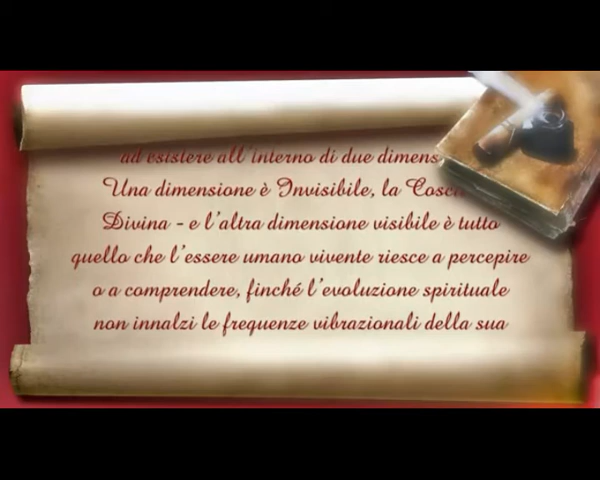 ad esistere all'interno di due dimens
Una dimensione è Invisibile, la Cosc
Divina - e l'altra dimensione visibile è tutto
quello che l'essere umano vivente riesce a percepire
o a comprendere, finché l'evoluzione spirituale
non innalzi le frequenze vibrazionali della sua